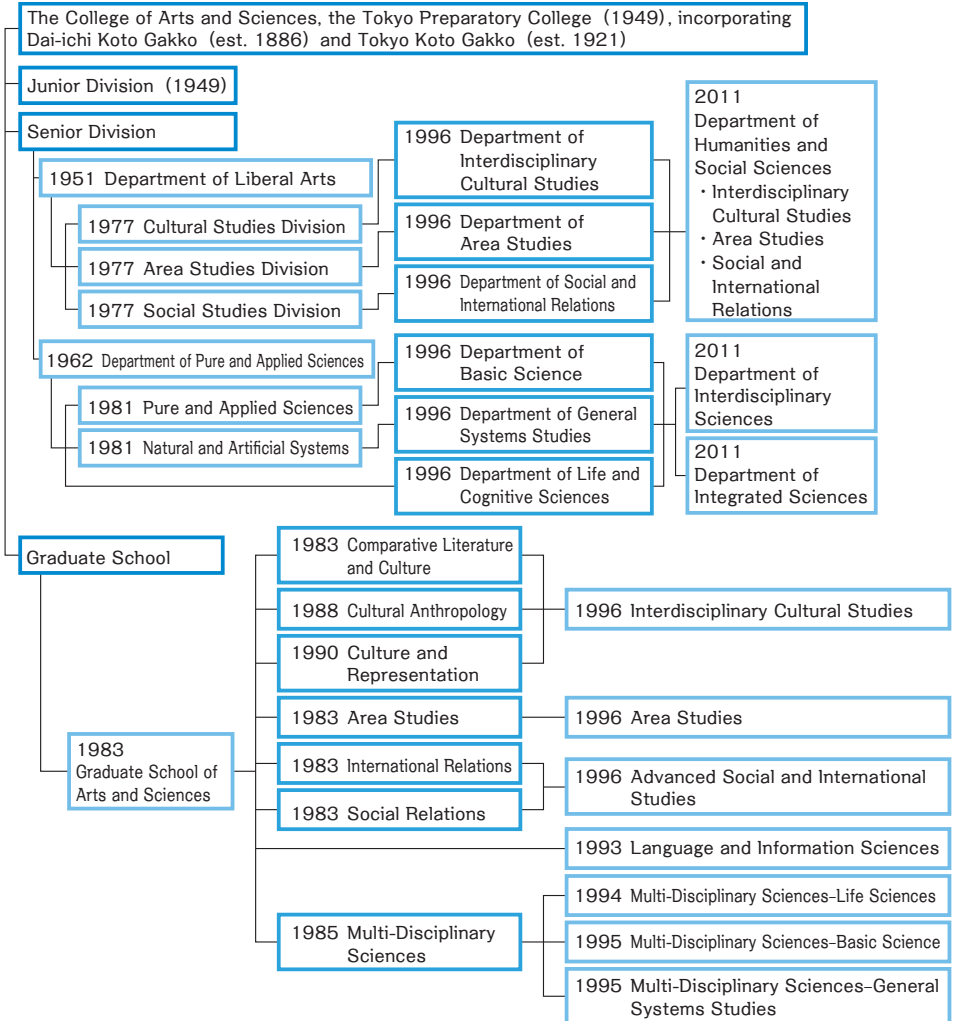 The College of Arts and Sciences, the Tokyo Preparatory College (1949), incorporating
Dai-ichi Koto Gakko (est. 1886) and Tokyo Koto Gakko (est. 1921)
Junior Division (1949)
Senior Division
1951 Department of Liberal Arts
1977 Cultural Studies Division
1977 Area Studies Division
1977 Social Studies Division
1996 Department of
Interdisciplinary
Cultural Studies
1996 Department of
Area Studies
1996 Department of Social and
International Relations
2011
Department of
Humanities and
Social Sciences
・Interdisciplinary
Cultural Studies
・Area Studies
・Social and
International
Relations
1962 Department of Pure and Applied Sciences
1981 Pure and Applied Sciences
1981 Natural and Artificial Systems
1996 Department of
Basic Science
1996 Department of General
Systems Studies
1996 Department of Life and
Cognitive Sciences
2011
Department of
Interdisciplinary
Sciences
2011
Department of
Integrated Sciences
Graduate School
1983
Graduate School of
Arts and Sciences
1983 Comparative Literature
and Culture
1988 Cultural Anthropology
1990 Culture and
Representation
1996 Interdisciplinary Cultural Studies
1983 Area Studies
1996 Area Studies
1983 International Relations
1983 Social Relations
1996 Advanced Social and International
Studies
1993 Language and Information Sciences
1985 Multi-Disciplinary
Sciences
1994 Multi-Disciplinary Sciences–Life Sciences
1995 Multi-Disciplinary Sciences–Basic Science
1995 Multi-Disciplinary Sciences–General
Systems Studies